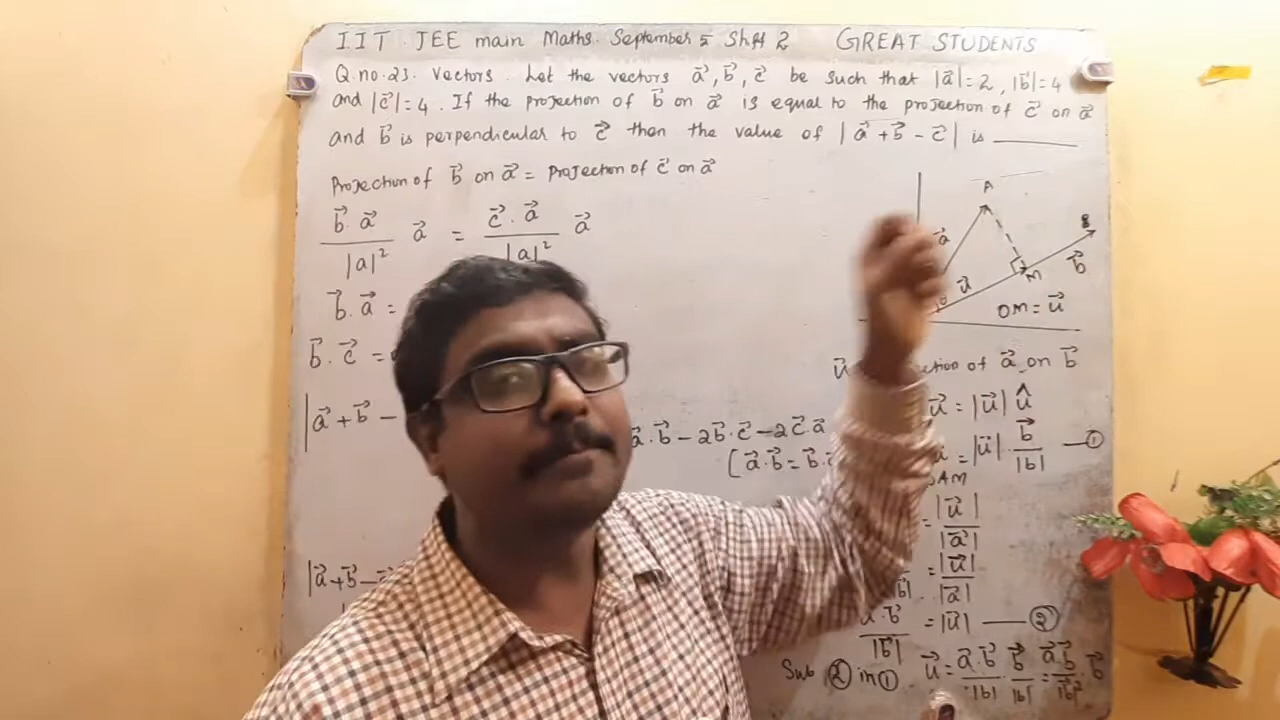 IIT JEE main Maths. September 5 Shift 2 GREAT STUDENTS
Q.no.23. Vectors. Let the vectors a⃗, b⃗, c⃗ be such that |a⃗|=2, |b⃗|=4
and |c⃗|=4. If the projection of b⃗ on a⃗ is equal to the projection of c⃗ on a⃗
and b⃗ is perpendicular to c⃗ then the value of |a⃗+b⃗-c⃗| is ______
Projection of b⃗ on a⃗ = Projection of c⃗ on a⃗
b⃗.a⃗/|a|² a⃗ = c⃗.a⃗/|a|² a⃗
b⃗.a⃗ =
b⃗.c⃗ =
|a⃗+b⃗-
a⃗.b⃗-2b⃗.c⃗-2c⃗.a
[a⃗.b⃗=b⃗.
|a⃗+b⃗-
A
a⃗
B
b⃗
u⃗
M
O
OM=u⃗
of a⃗ on b⃗
u⃗ = |u⃗| û
= |u⃗|.b⃗/|b| —①
AM
= |u⃗|/|a⃗|
= |u⃗|/|a⃗|
a⃗.b⃗/|b⃗| = |u⃗| —②
Sub ② in ① u⃗ = a⃗.b⃗/|b| b⃗/|b| = a⃗.b⃗/|b⃗|² . b⃗